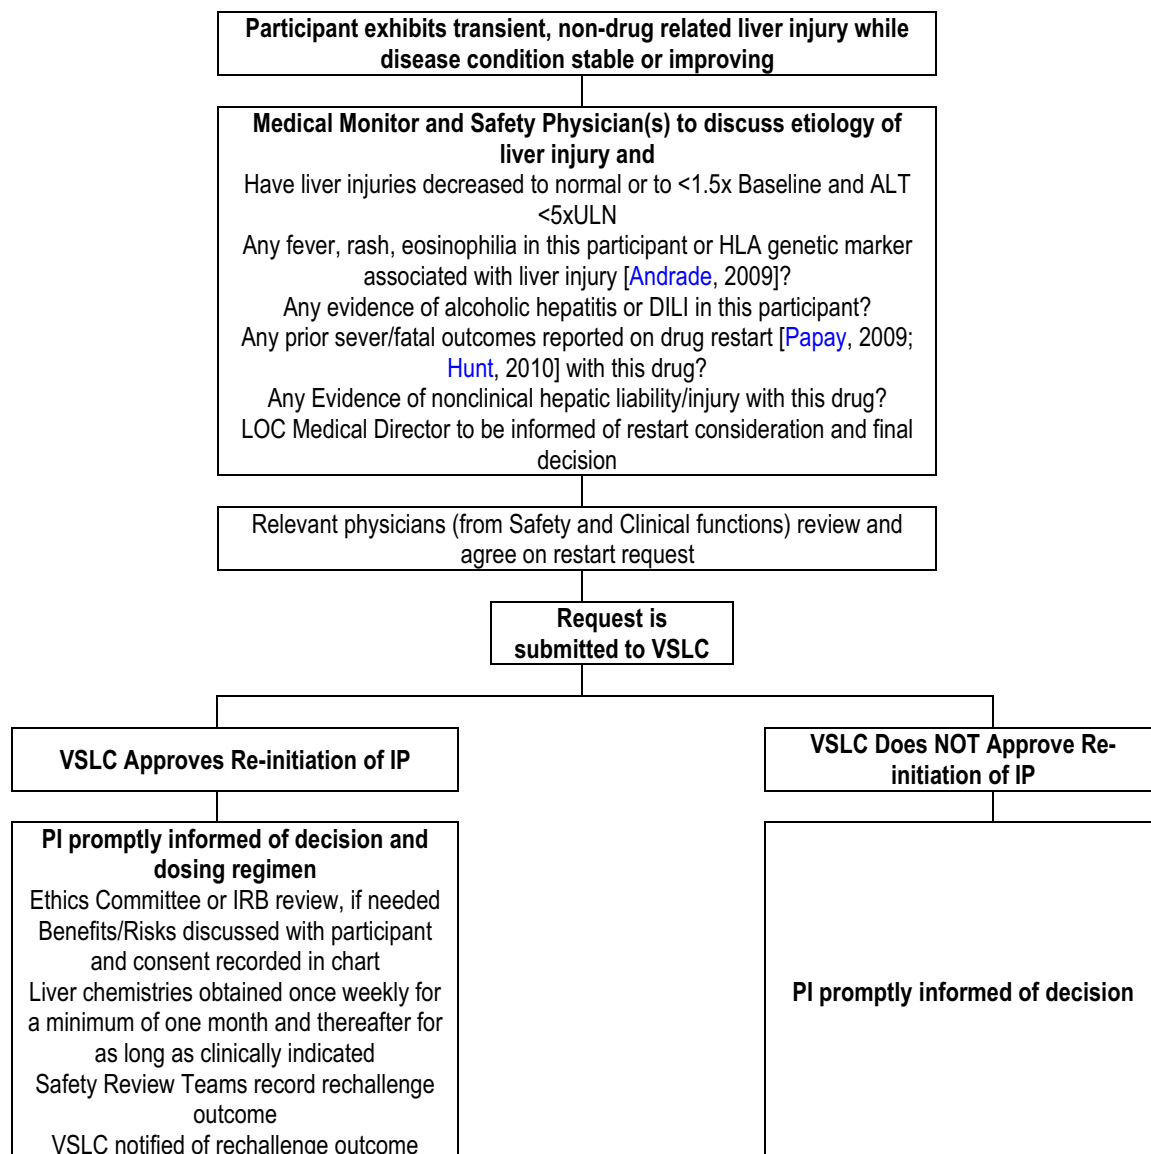 Participant exhibits transient, non-drug related liver injury while
disease condition stable or improving
Medical Monitor and Safety Physician(s) to discuss etiology of
liver injury and
Have liver injuries decreased to normal or to <1.5x Baseline and ALT
<5xULN
Any fever, rash, eosinophilia in this participant or HLA genetic marker
associated with liver injury [Andrade, 2009]?
Any evidence of alcoholic hepatitis or DILI in this participant?
Any prior sever/fatal outcomes reported on drug restart [Papay, 2009;
Hunt, 2010] with this drug?
Any Evidence of nonclinical hepatic liability/injury with this drug?
LOC Medical Director to be informed of restart consideration and final
decision
Relevant physicians (from Safety and Clinical functions) review and
agree on restart request
Request is
submitted to VSLC
VSLC Approves Re-initiation of IP
PI promptly informed of decision and
dosing regimen
Ethics Committee or IRB review, if needed
Benefits/Risks discussed with participant
and consent recorded in chart
Liver chemistries obtained once weekly for
a minimum of one month and thereafter for
as long as clinically indicated
Safety Review Teams record rechallenge
outcome
VSLC notified of rechallenge outcome
VSLC Does NOT Approve Re-
initiation of IP
PI promptly informed of decision